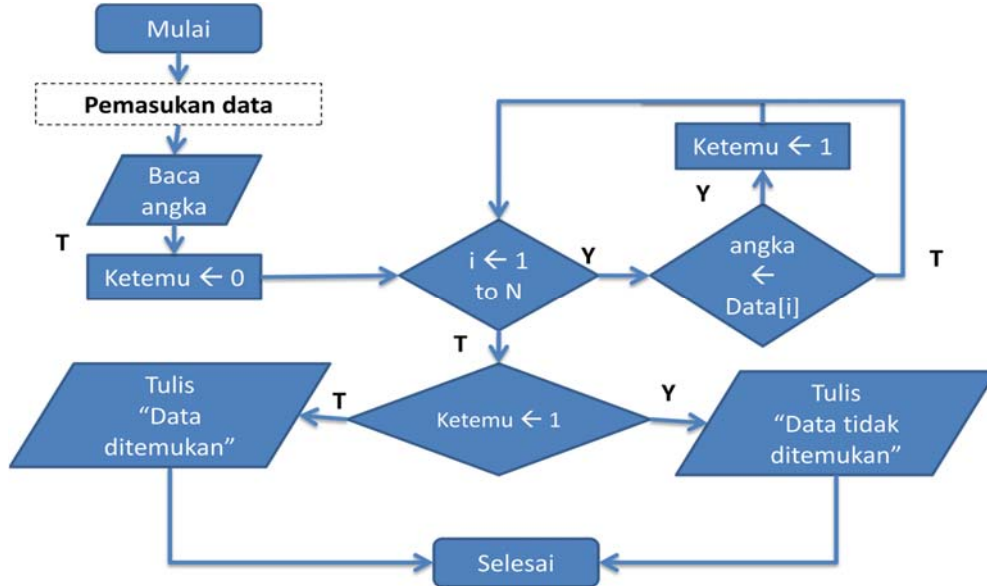 Mulai
Pemasukan data
Baca
angka
T
Ketemu ← 0
i ← 1
to N
Y
Ketemu ← 1
Y
angka
←
Data[i]
T
T
Ketemu ← 1
T
Y
Tulis
“Data
ditemukan”
Tulis
“Data tidak
ditemukan”
Selesai